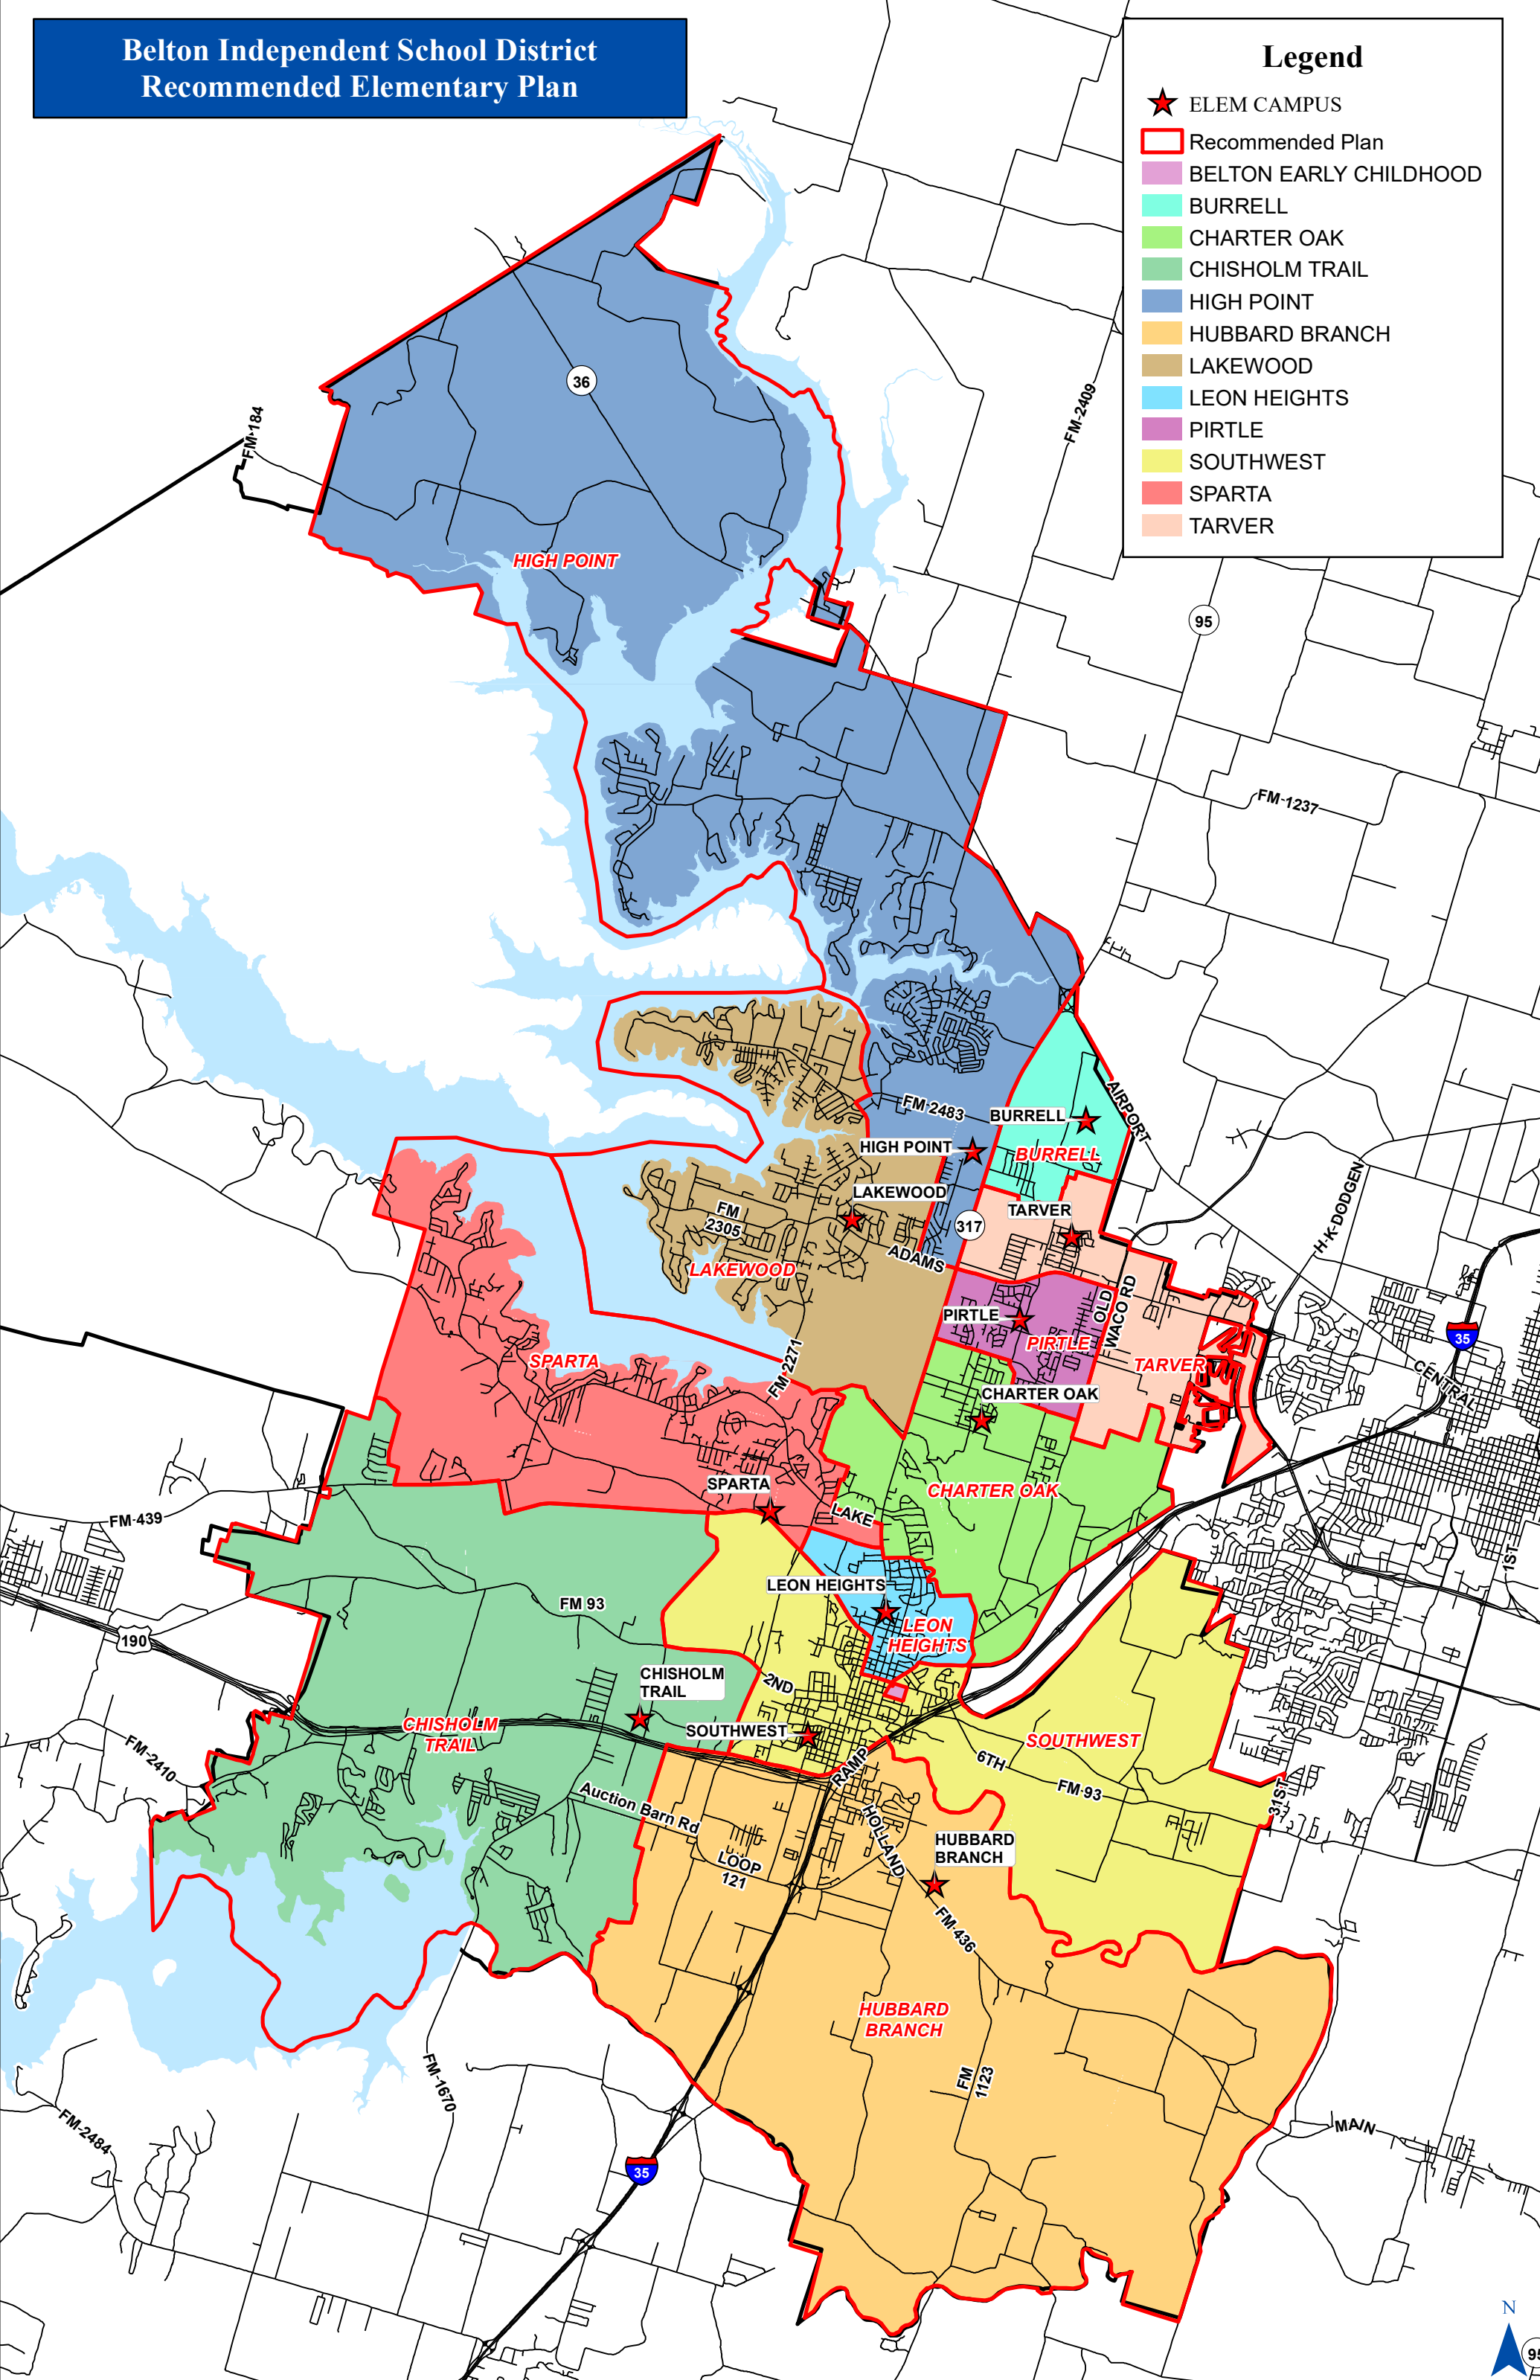 Belton Independent School District
Recommended Elementary Plan
Legend
ELEM CAMPUS
Recommended Plan
BELTON EARLY CHILDHOOD
BURRELL
CHARTER OAK
CHISHOLM TRAIL
HIGH POINT
HUBBARD BRANCH
LAKEWOOD
LEON HEIGHTS
PIRTLE
SOUTHWEST
SPARTA
TARVER
36
FM-184
FM-2409
HIGH POINT
95
FM-1237
FM 2483
BURRELL
AIRPORT
HIGH POINT
BURRELL
LAKEWOOD
TARVER
H-K-DODGEN
FM
2305
317
ADAMS
LAKEWOOD
OLD
WACO RD
PIRTLE
PIRTLE
35
SPARTA
TARVER
FM-2271
CENTRAL
CHARTER OAK
SPARTA
CHARTER OAK
LAKE
FM-439
1ST
LEON HEIGHTS
FM 93
LEON
HEIGHTS
190
CHISHOLM
TRAIL
2ND
CHISHOLM
TRAIL
SOUTHWEST
SOUTHWEST
FM-2410
RAMP
6TH
FM-93
31ST
Auction Barn Rd
HOLLAND
HUBBARD
BRANCH
LOOP
121
FM-436
HUBBARD
BRANCH
FM
1123
FM-1670
FM-2484
MAIN
35
N